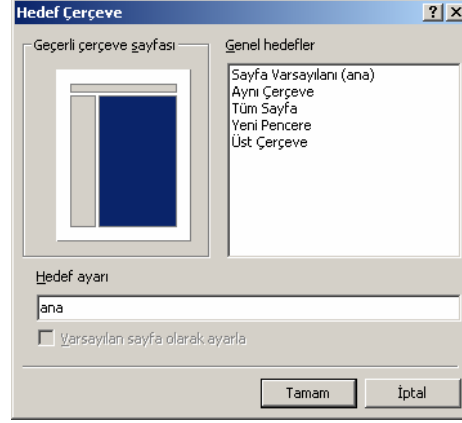 Hedef Çerçeve
Geçerli çerçeve sayfası
Genel hedefler
Sayfa Varsayılanı (ana)
Aynı Çerçeve
Tüm Sayfa
Yeni Pencere
Üst Çerçeve
Hedef ayarı
ana
Varsayılan sayfa olarak ayarla
Tamam
İptal